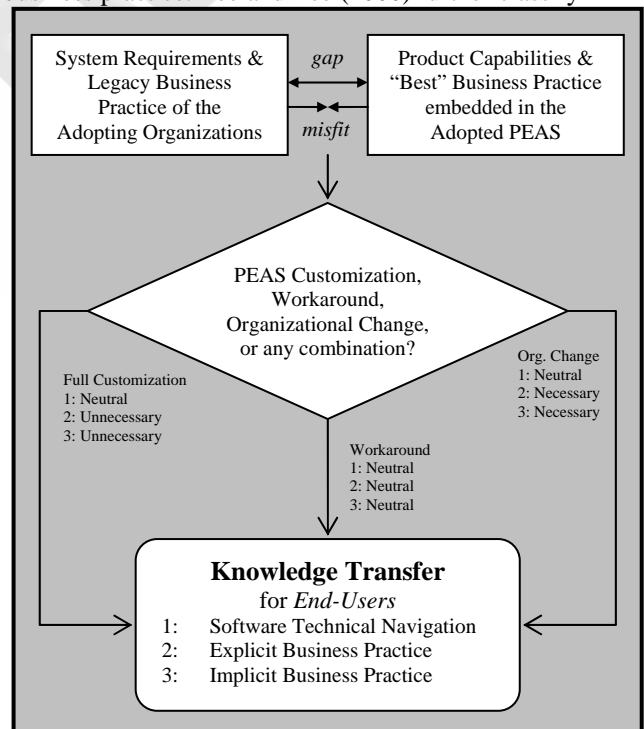 System Requirements &
Legacy Business
Practice of the
Adopting Organizations
gap
misfit
Product Capabilities &
“Best” Business Practice
embedded in the
Adopted PEAS
PEAS Customization,
Workaround,
Organizational Change,
or any combination?
Full Customization
1: Neutral
2: Unnecessary
3: Unnecessary
Org. Change
1: Neutral
2: Necessary
3: Necessary
Workaround
1: Neutral
2: Neutral
3: Neutral
Knowledge Transfer
for End-Users
1: Software Technical Navigation
2: Explicit Business Practice
3: Implicit Business Practice